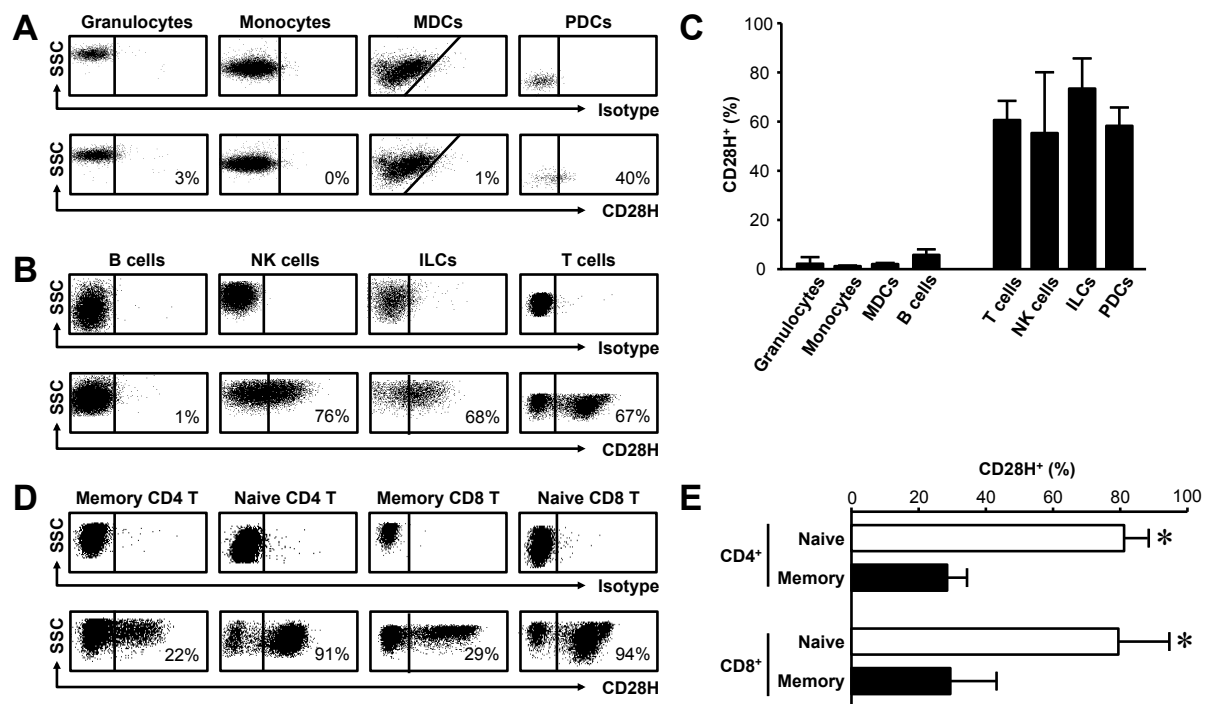 A
Granulocytes Monocytes MDCs PDCs
SSC
Isotype
SSC
3% 0% 1% 40%
CD28H
B
B cells NK cells ILCs T cells
SSC
Isotype
SSC
1% 76% 68% 67%
CD28H
C
CD28H+ (%)
100
80
60
40
20
0
Granulocytes
Monocytes
MDCs
B cells
T cells
NK cells
ILCs
PDCs
D
Memory CD4 T Naive CD4 T Memory CD8 T Naive CD8 T
SSC
Isotype
SSC
22% 91% 29% 94%
CD28H
E
CD28H+ (%)
0 20 40 60 80 100
CD4+
Naive *
Memory
CD8+
Naive *
Memory